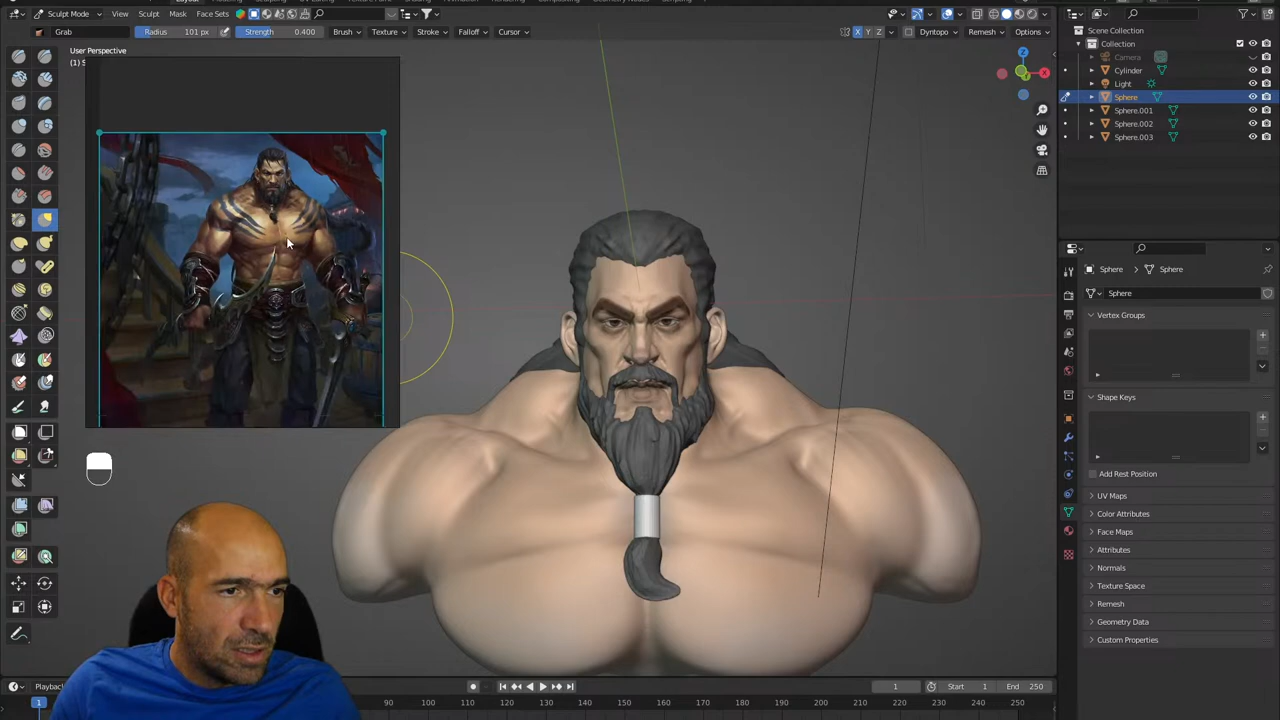 Sculpt Mode View Sculpt Mask Face Sets
Grab Radius 101 px Strength 0.400 Brush Texture Stroke Falloff Cursor X Y Z Dyntopo Remesh Options
User Perspective
Z
X
Scene Collection
Collection
Camera
Cylinder
Light
Sphere
Sphere.001
Sphere.002
Sphere.003
Sphere Sphere
Sphere
Vertex Groups
Shape Keys
Add Rest Position
UV Maps
Color Attributes
Face Maps
Attributes
Normals
Texture Space
Remesh
Geometry Data
Custom Properties
Playback 1 Start 1 End 250
1 80 90 100 110 120 130 140 150 160 170 180 190 200 210 220 230 240 250